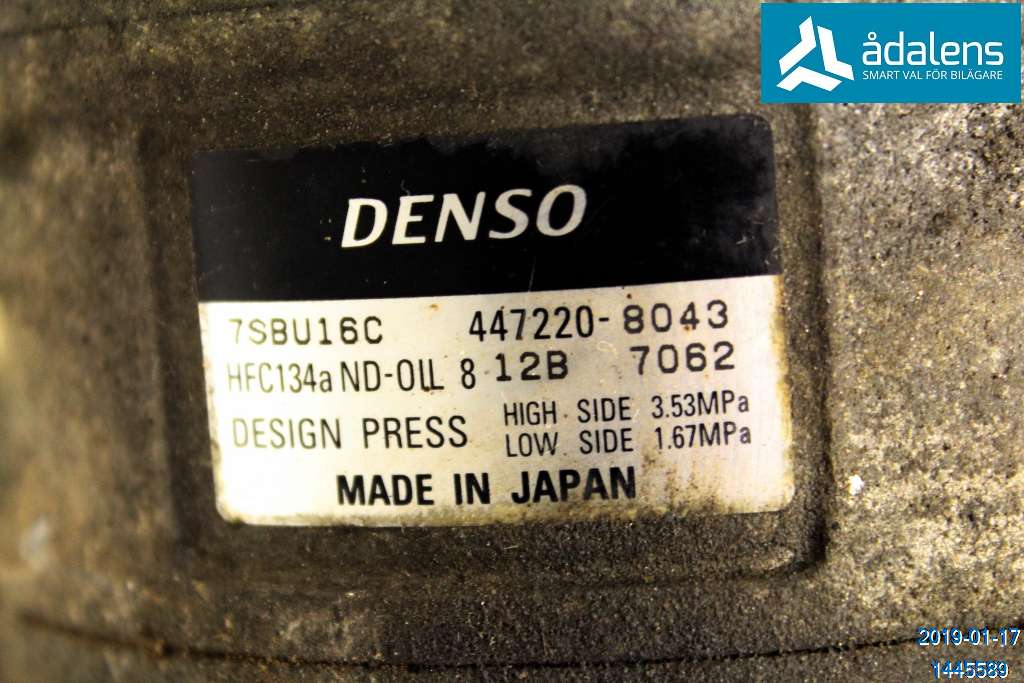 ådalens
SMART VAL FÖR BILÄGARE
DENSO
7SBU16C 447220-8043
HFC134a ND-OIL 8 12B 7062
DESIGN PRESS HIGH SIDE 3.53MPa
LOW SIDE 1.67MPa
MADE IN JAPAN
2019-01-17
1445589